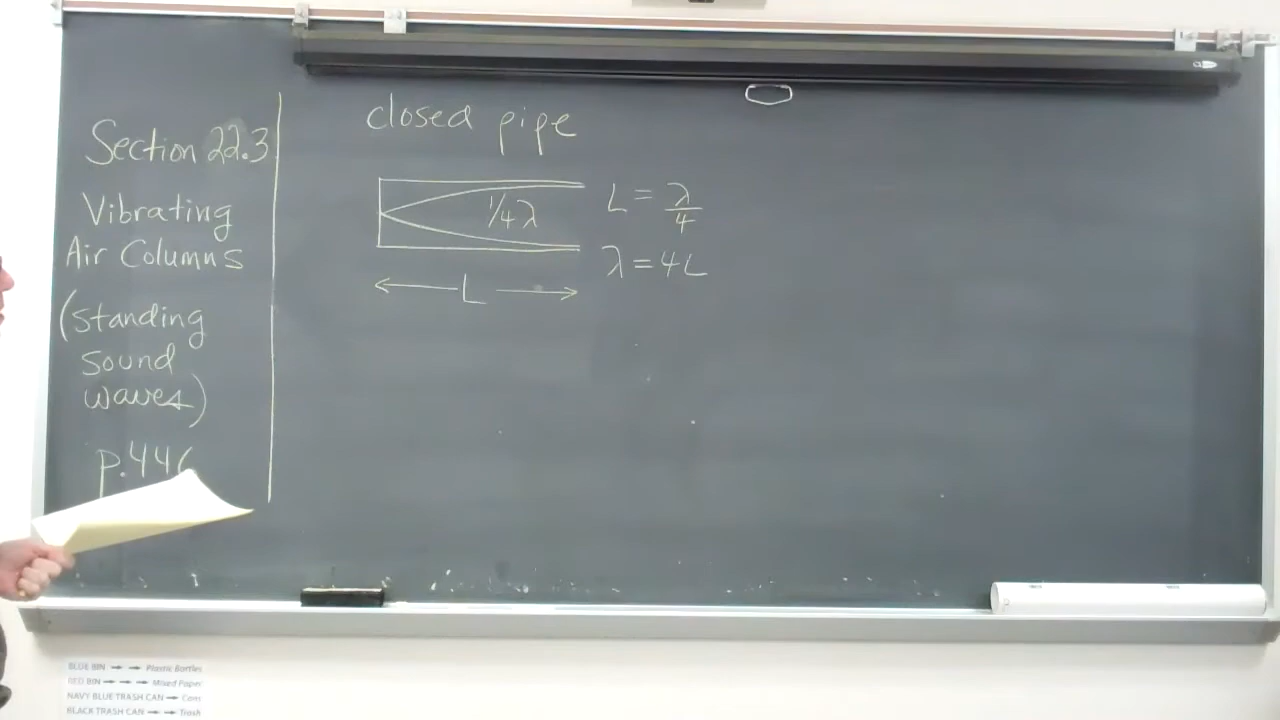 Section 22.3
Vibrating
Air Columns
(standing
sound
waves)
p.446
closed pipe
1/4 λ
L = λ/4
λ = 4L
L
BLUE BIN → → Plastic Bottles
RED BIN → → → Mixed Paper
NAVY BLUE TRASH CAN → Cans
BLACK TRASH CAN → → Trash